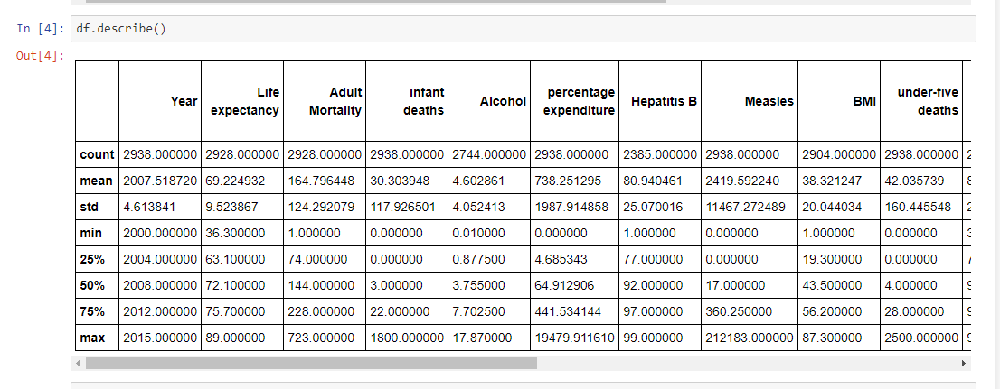 In [4]: df.describe()
Out[4]:
Year Life expectancy Adult Mortality infant deaths Alcohol percentage expenditure Hepatitis B Measles BMI under-five deaths
count 2938.000000 2928.000000 2928.000000 2938.000000 2744.000000 2938.000000 2385.000000 2938.000000 2904.000000 2938.000000 2
mean 2007.518720 69.224932 164.796448 30.303948 4.602861 738.251295 80.940461 2419.592240 38.321247 42.035739 8
std 4.613841 9.523867 124.292079 117.926501 4.052413 1987.914858 25.070016 11467.272489 20.044034 160.445548 2
min 2000.000000 36.300000 1.000000 0.000000 0.010000 0.000000 1.000000 0.000000 1.000000 0.000000 3
25% 2004.000000 63.100000 74.000000 0.000000 0.877500 4.685343 77.000000 0.000000 19.300000 0.000000 7
50% 2008.000000 72.100000 144.000000 3.000000 3.755000 64.912906 92.000000 17.000000 43.500000 4.000000 9
75% 2012.000000 75.700000 228.000000 22.000000 7.702500 441.534144 97.000000 360.250000 56.200000 28.000000 9
max 2015.000000 89.000000 723.000000 1800.000000 17.870000 19479.911610 99.000000 212183.000000 87.300000 2500.000000 9